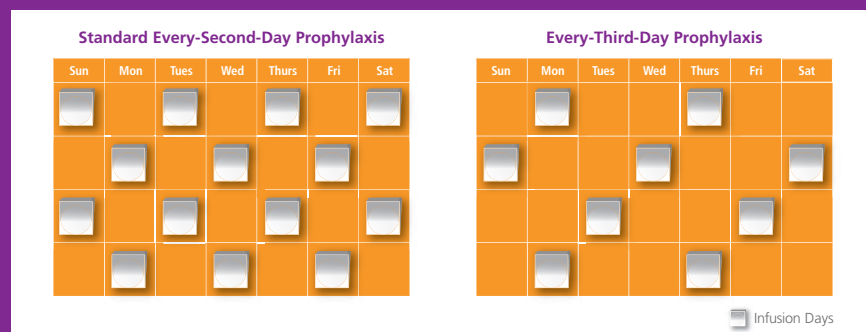 Standard Every-Second-Day Prophylaxis
Sun Mon Tues Wed Thurs Fri Sat
Every-Third-Day Prophylaxis
Sun Mon Tues Wed Thurs Fri Sat
Infusion Days